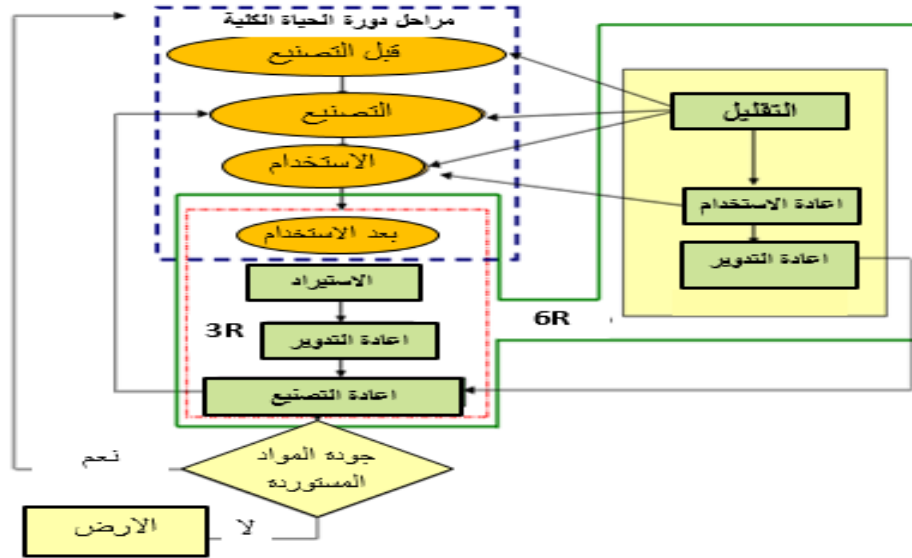 مراحل دورة الحياة الكلية
قبل التصنيع
التصنيع
الاستخدام
بعد الاستخدام
الاستيراد
اعادة التدوير
اعادة التصنيع
3R
6R
التقليل
اعادة الاستخدام
اعادة التدوير
جوده المواد
المستورده
نعم
لا
الارض